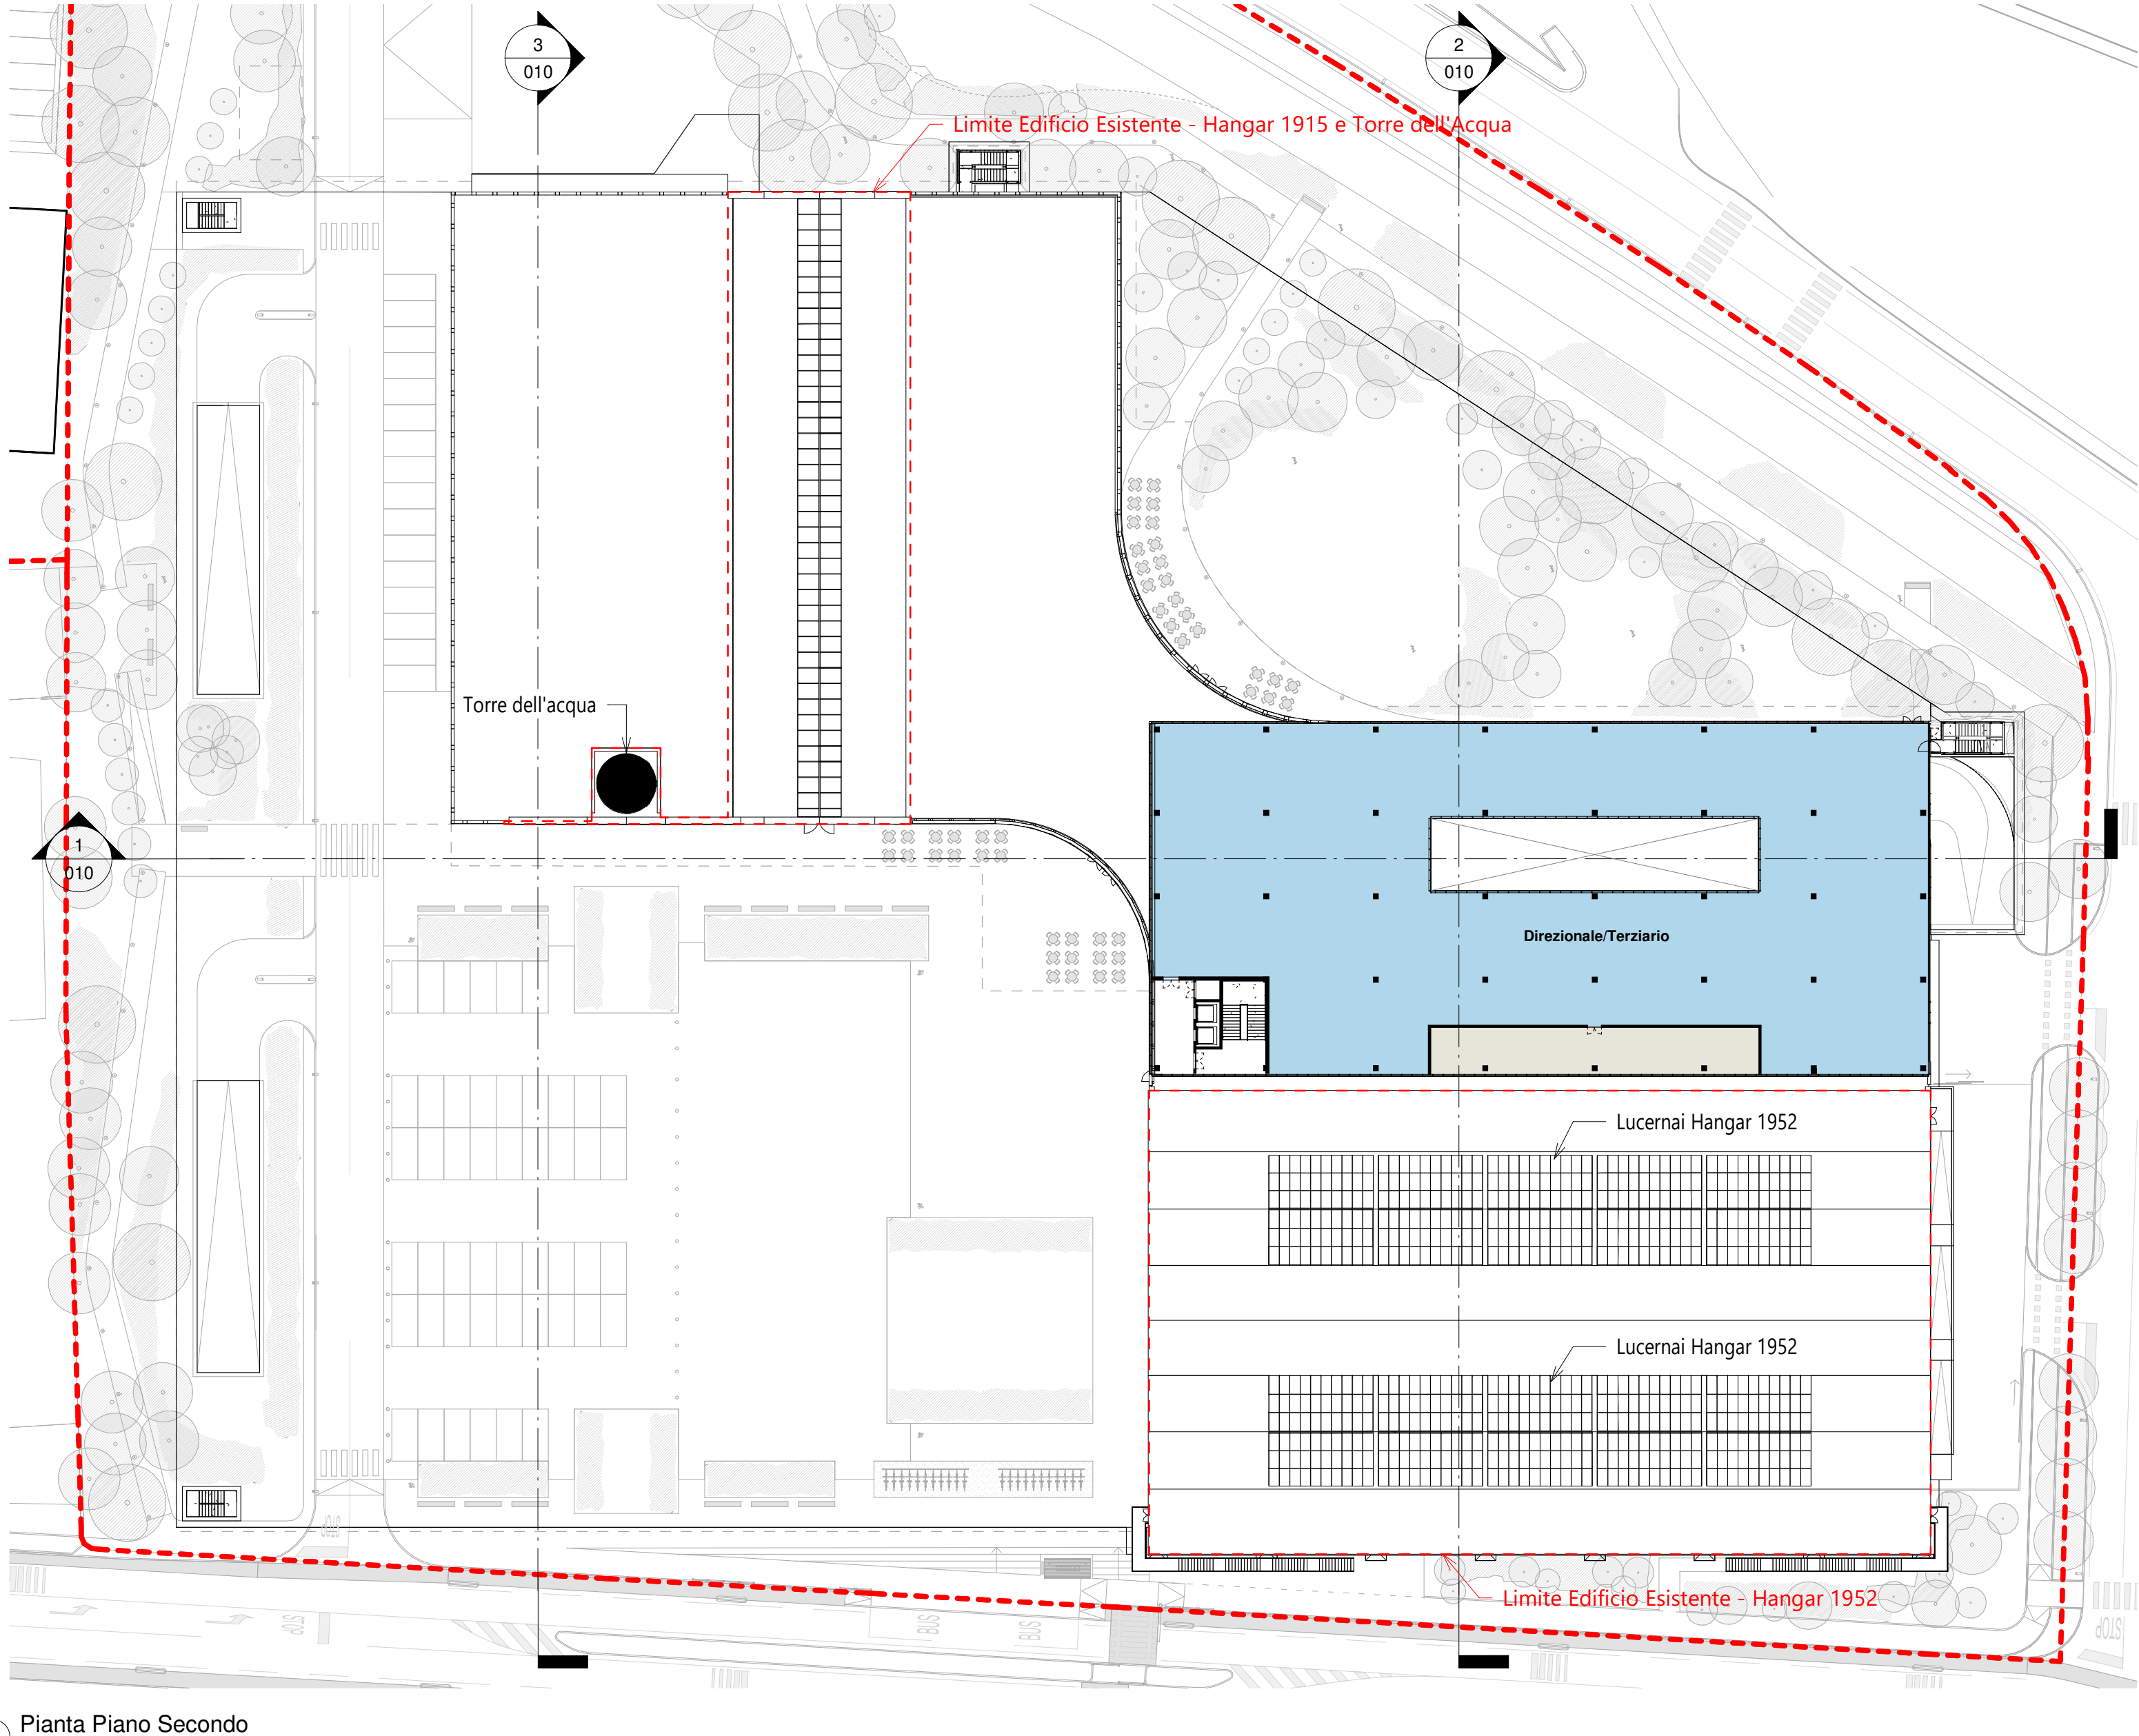 3
010
2
010
Limite Edificio Esistente - Hangar 1915 e Torre dell'Acqua
Torre dell'acqua
1
010
Direzionale/Terziario
Lucernai Hangar 1952
Lucernai Hangar 1952
STOP
Limite Edificio Esistente - Hangar 1952
STOP
BUS
BUS
STOP
Pianta Piano Secondo